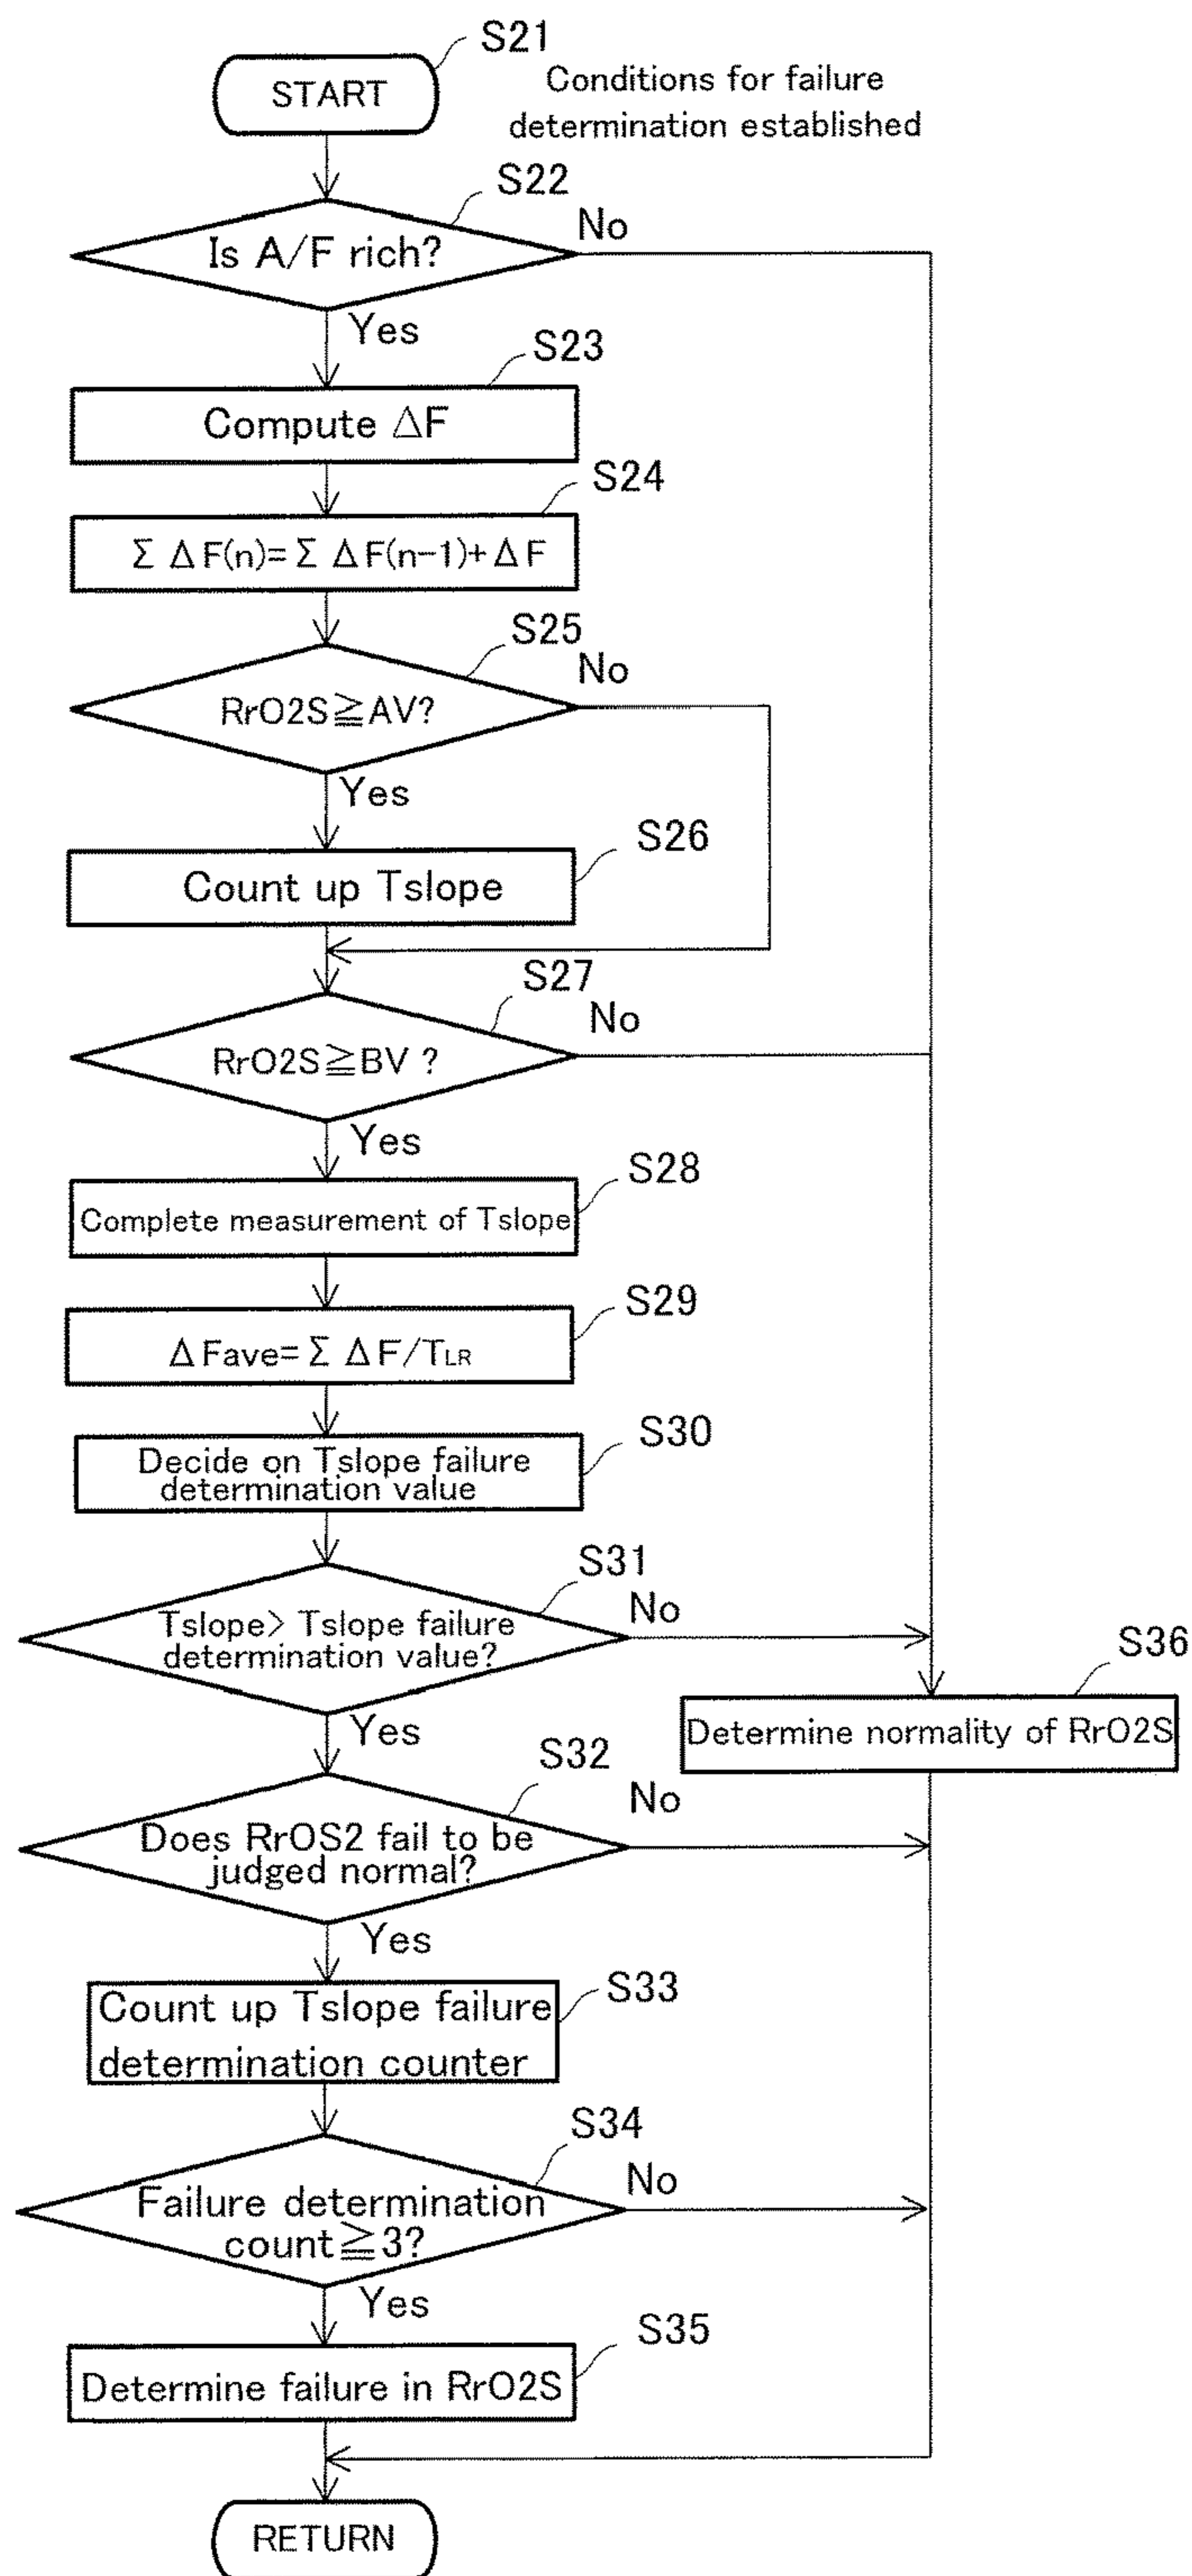 S21
START
Conditions for failure
determination established
S22
Is A/F rich?
No
Yes
S23
Compute ΔF
S24
Σ ΔF(n)=Σ ΔF(n-1)+ΔF
S25
No
RrO2S≧AV?
Yes
S26
Count up Tslope
S27
No
RrO2S≧BV ?
Yes
S28
Complete measurement of Tslope
S29
ΔFave=Σ ΔF/TLR
S30
Decide on Tslope failure
determination value
S31
No
Tslope> Tslope failure
determination value?
Yes
S36
Determine normality of RrO2S
S32
No
Does RrOS2 fail to be
judged normal?
Yes
S33
Count up Tslope failure
determination counter
S34
No
Failure determination
count≧3?
Yes
S35
Determine failure in RrO2S
RETURN